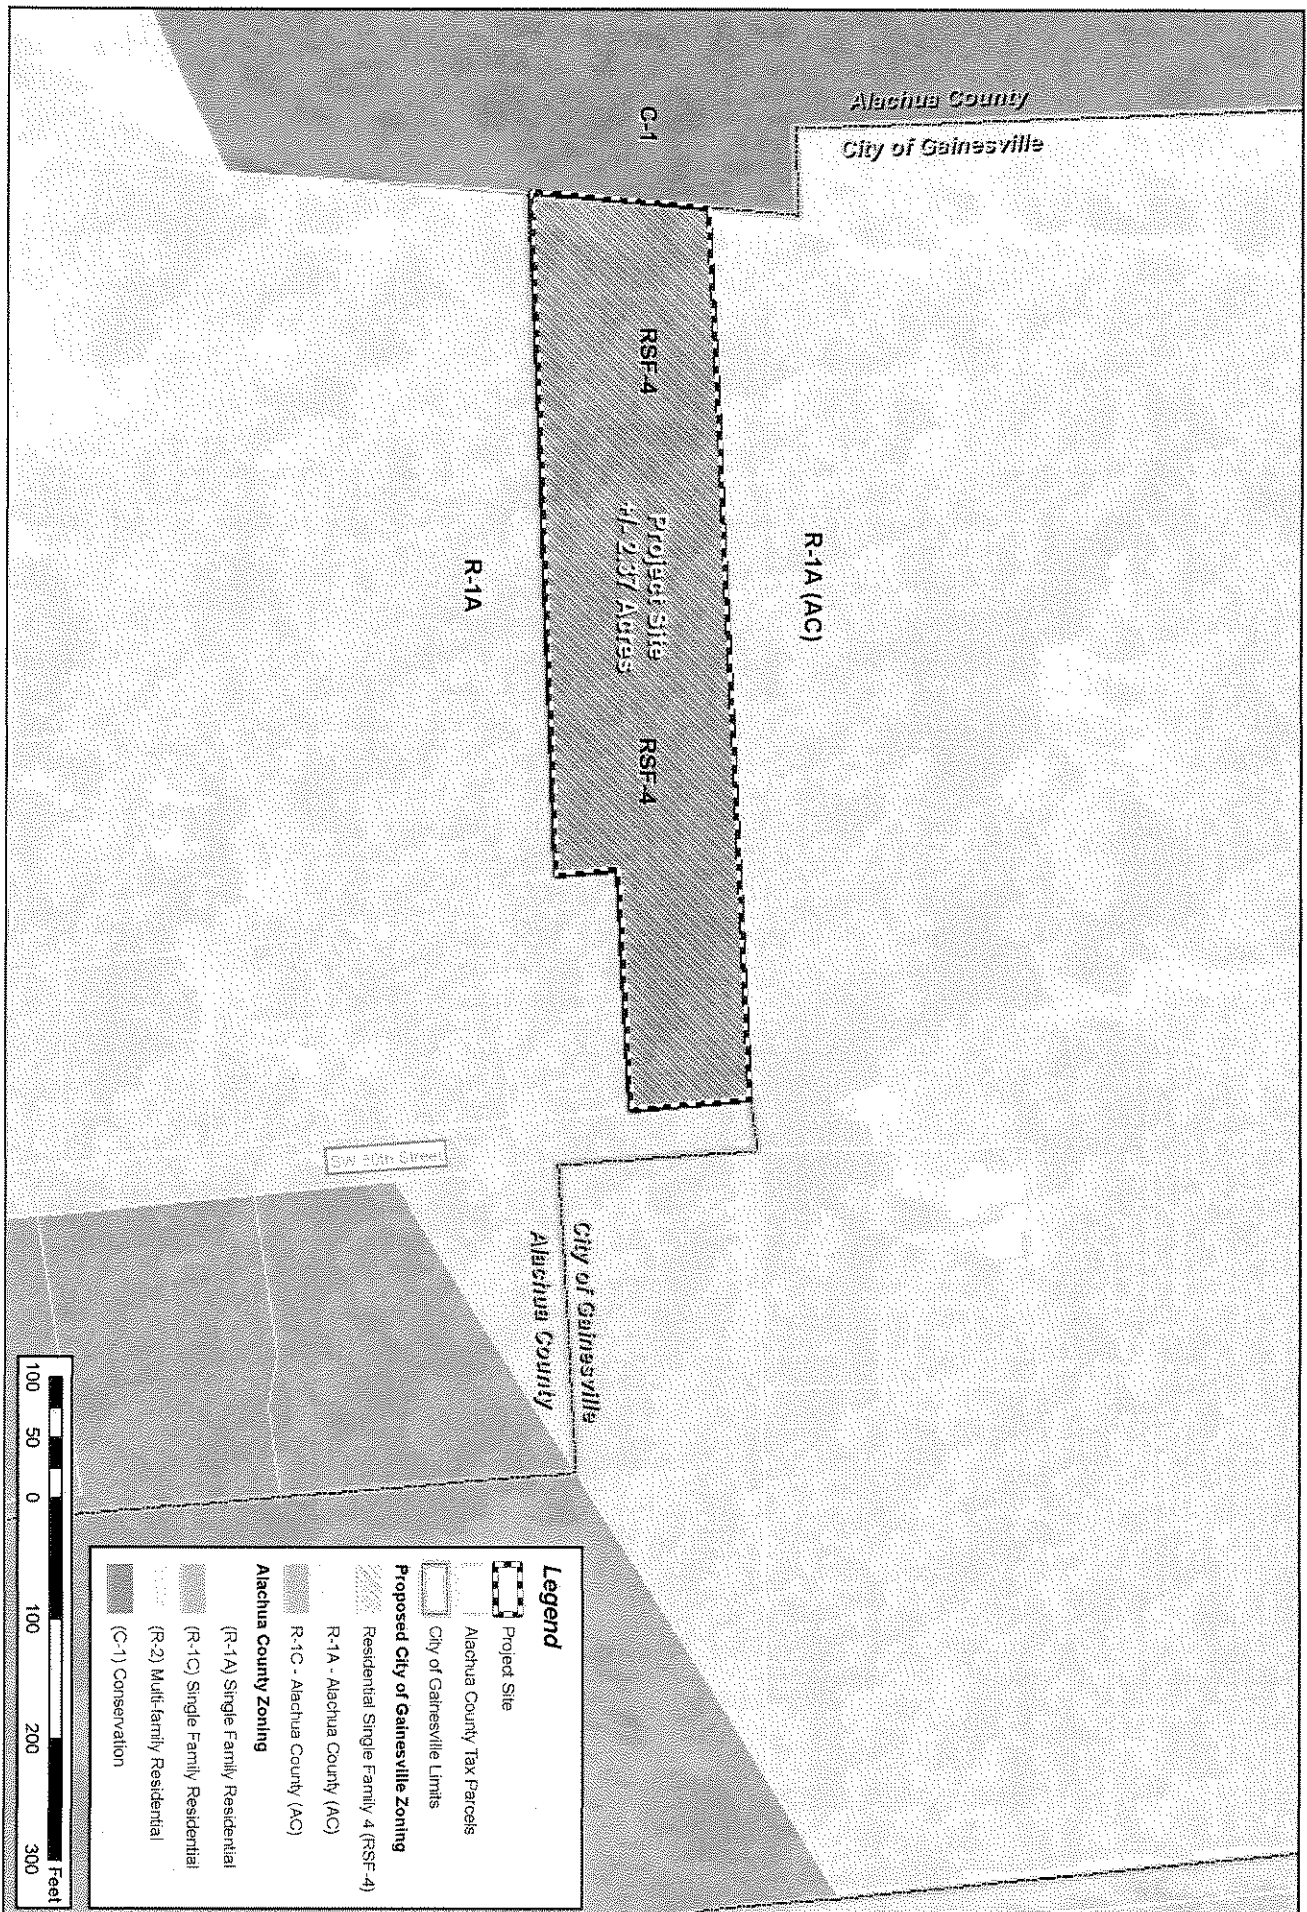 Alachua County
City of Gainesville
C-1
R-1A (AC)
RSF-4
Project Site
+/- 2.37 Acres
RSF-4
R-1A
Street
City of Gainesville
Alachua County
Legend
Project Site
Alachua County Tax Parcels
City of Gainesville Limits
Proposed City of Gainesville Zoning
Residential Single Family 4 (RSF-4)
R-1A - Alachua County (AC)
R-1C - Alachua County (AC)
Alachua County Zoning
(R-1A) Single Family Residential
(R-1C) Single Family Residential
(R-2) Multi-family Residential
(C-1) Conservation
100 50 0 100 200 300
Feet